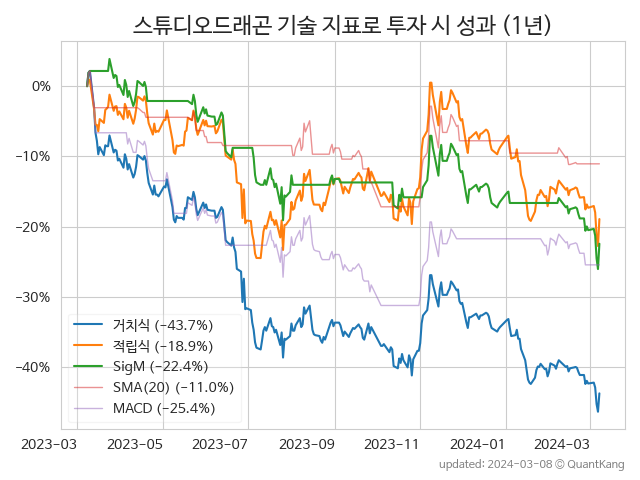 스튜디오드래곤 기술 지표로 투자 시 성과 (1년)
0%
−10%
−20%
−30%
−40%
거치식 (−43.7%)
적립식 (−18.9%)
SigM (−22.4%)
SMA(20) (−11.0%)
MACD (−25.4%)
2023−03 2023−05 2023−07 2023−09 2023−11 2024−01 2024−03
updated: 2024−03−08 ⓒ QuantKang